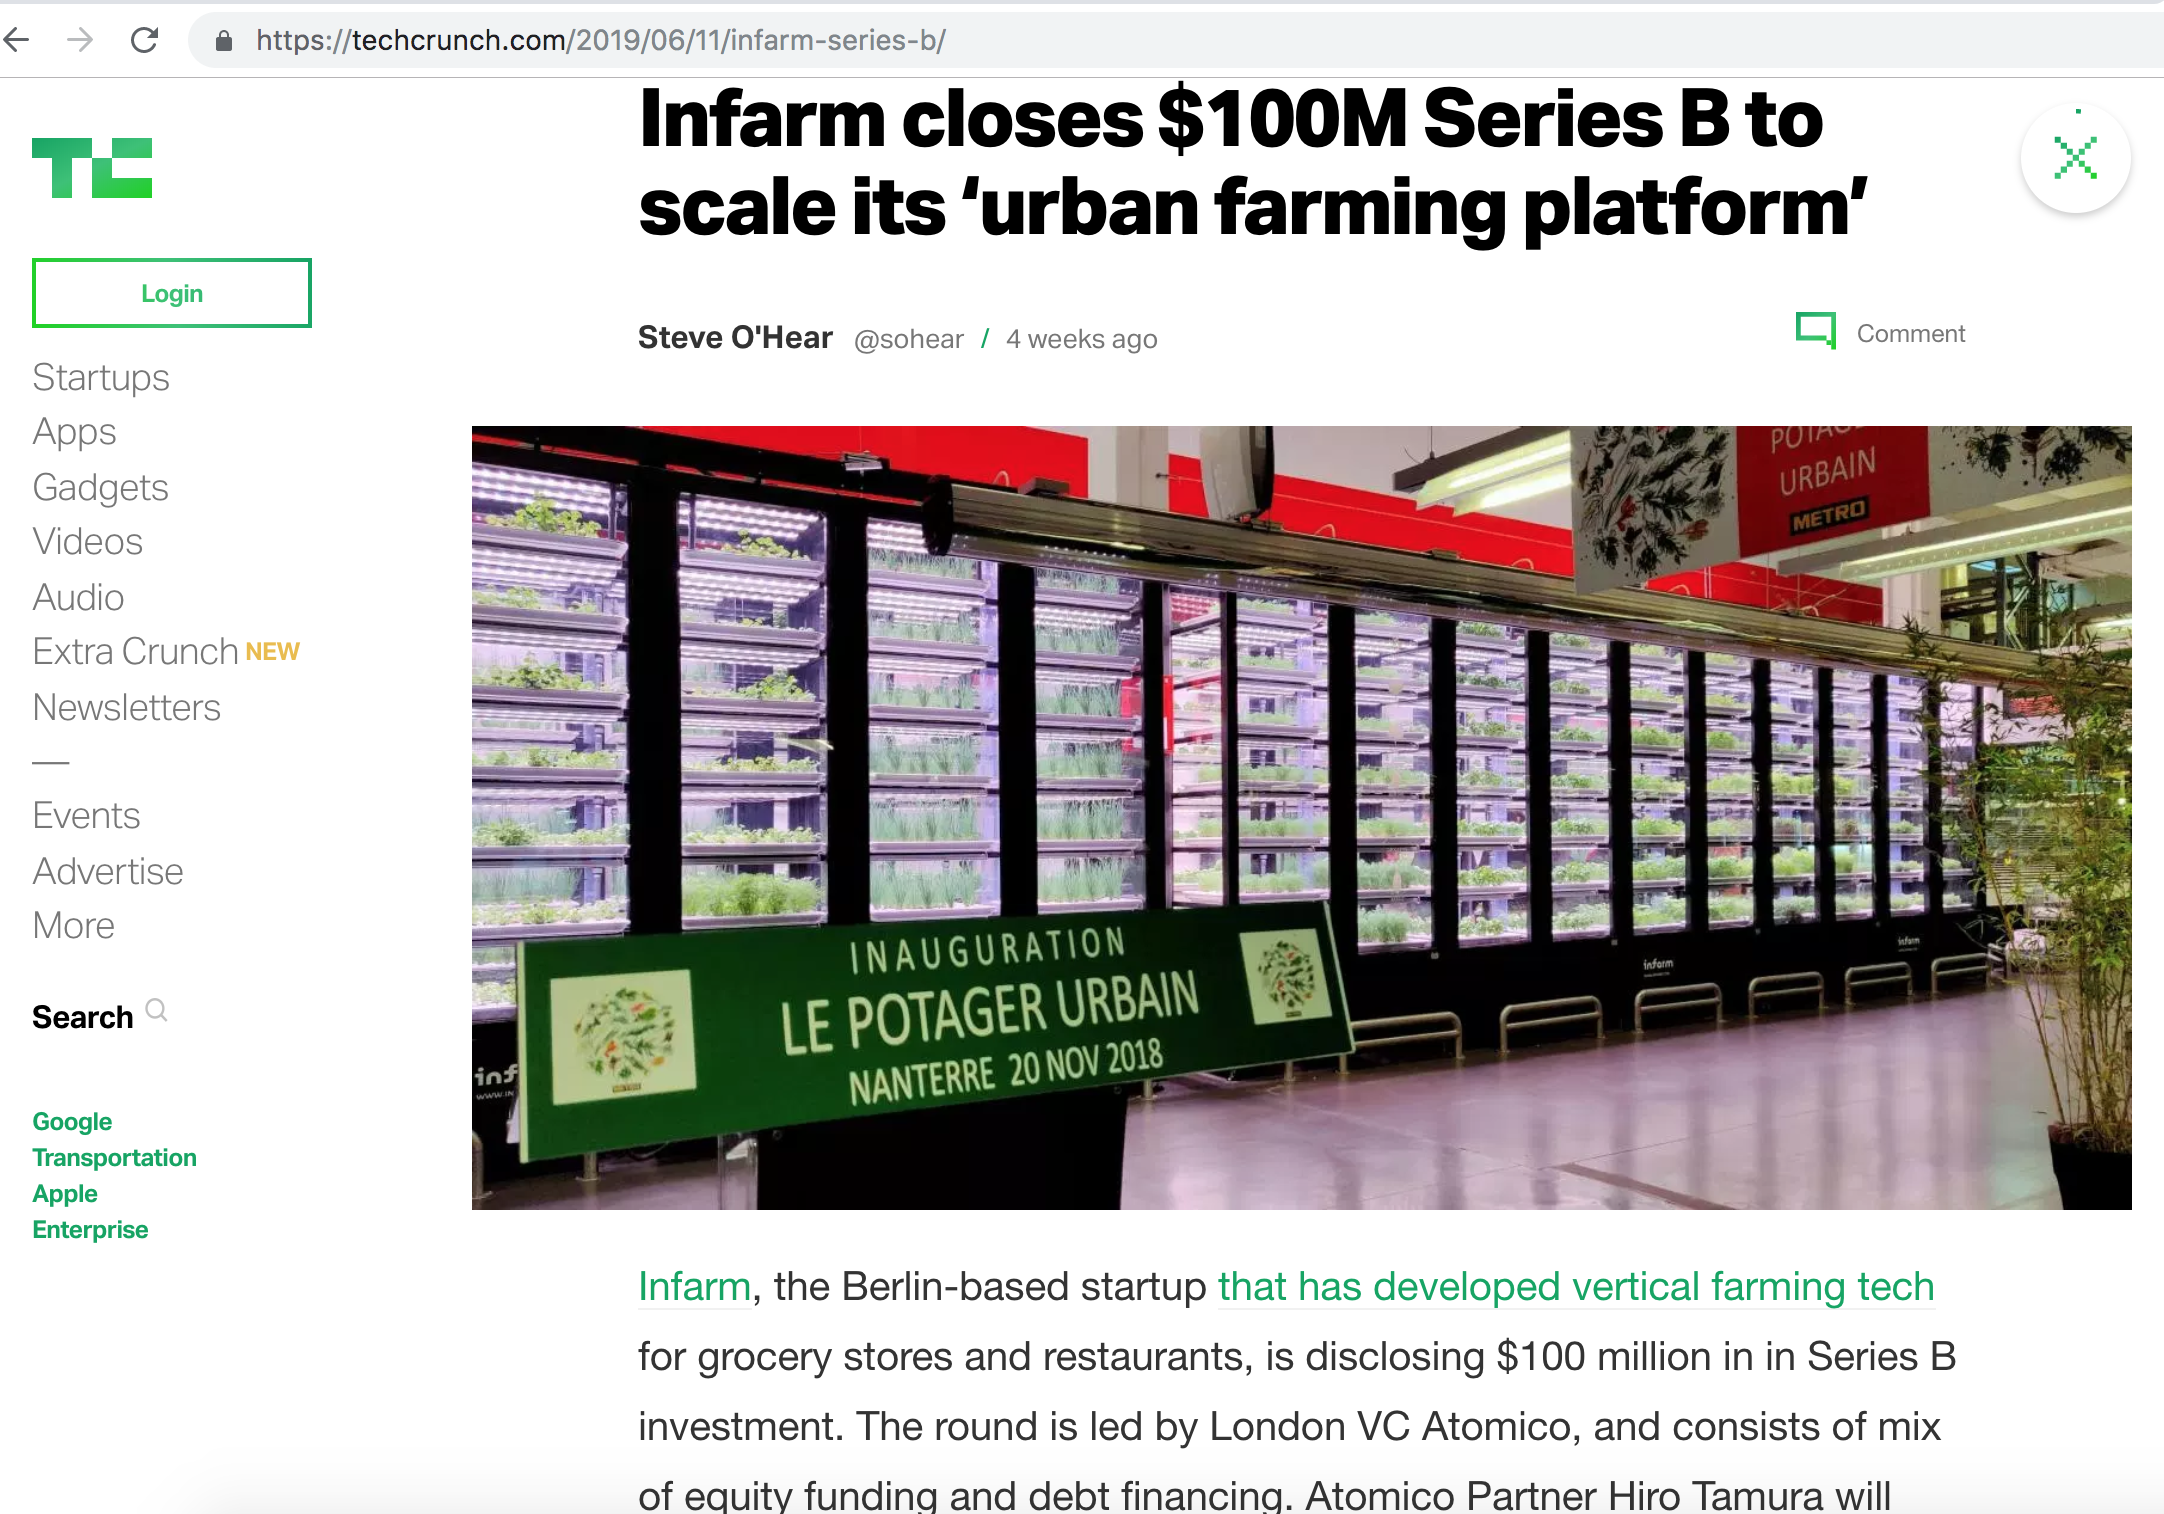 https://techcrunch.com/2019/06/11/infarm-series-b/
Infarm closes $100M Series B to
scale its ‘urban farming platform’
Steve O'Hear @sohear / 4 weeks ago
Comment
TC
Login
Startups
Apps
Gadgets
Videos
Audio
Extra Crunch NEW
Newsletters
Events
Advertise
More
Search
Google
Transportation
Apple
Enterprise
POTAG
URBAIN
METRO
INAUGURATION
LE POTAGER URBAIN
NANTERRE 20 NOV 2018
inf
www.in
infarm
infarm
Infarm, the Berlin-based startup that has developed vertical farming tech
for grocery stores and restaurants, is disclosing $100 million in in Series B
investment. The round is led by London VC Atomico, and consists of mix
of equity funding and debt financing. Atomico Partner Hiro Tamura will